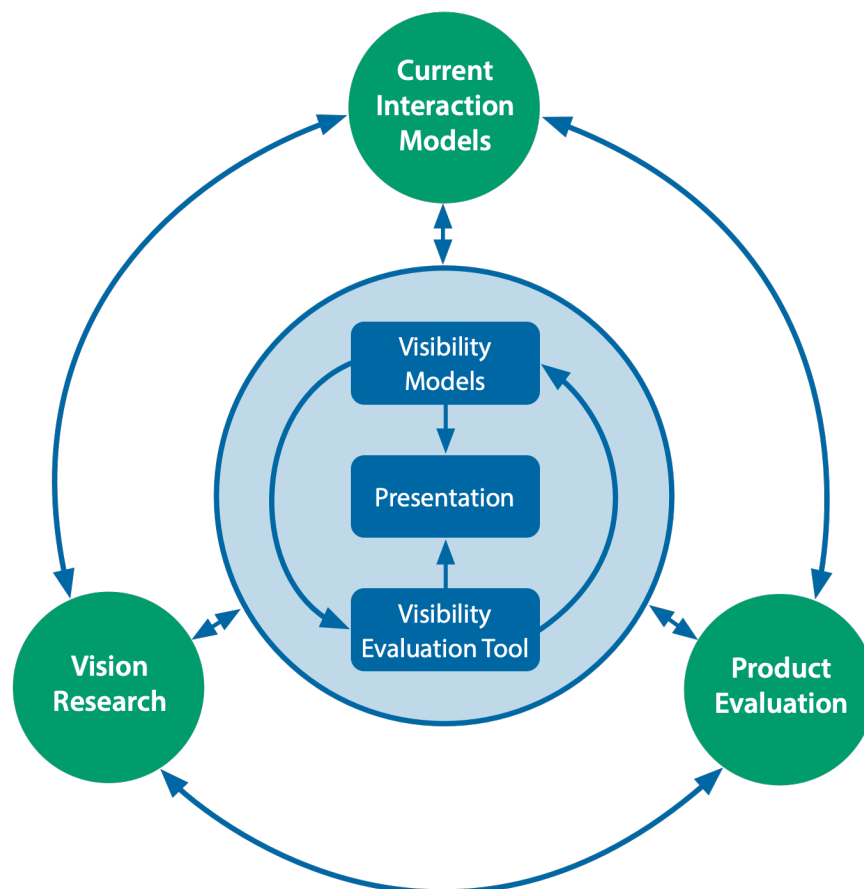 Current
Interaction
Models
Visibility
Models
Presentation
Visibility
Evaluation Tool
Vision
Research
Product
Evaluation